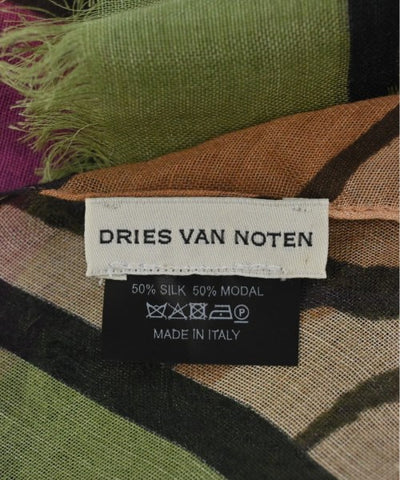 DRIES VAN NOTEN
50% SILK 50% MODAL
MADE IN ITALY